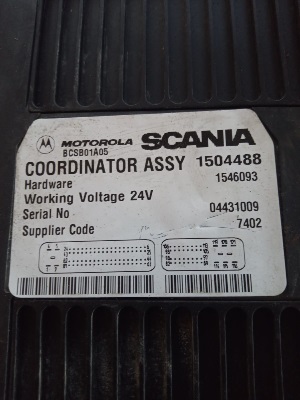 MOTOROLA SCANIA
BCSB01A05
COORDINATOR ASSY 1504488
Hardware 1546093
Working Voltage 24V
Serial No 04431009
Supplier Code 7402